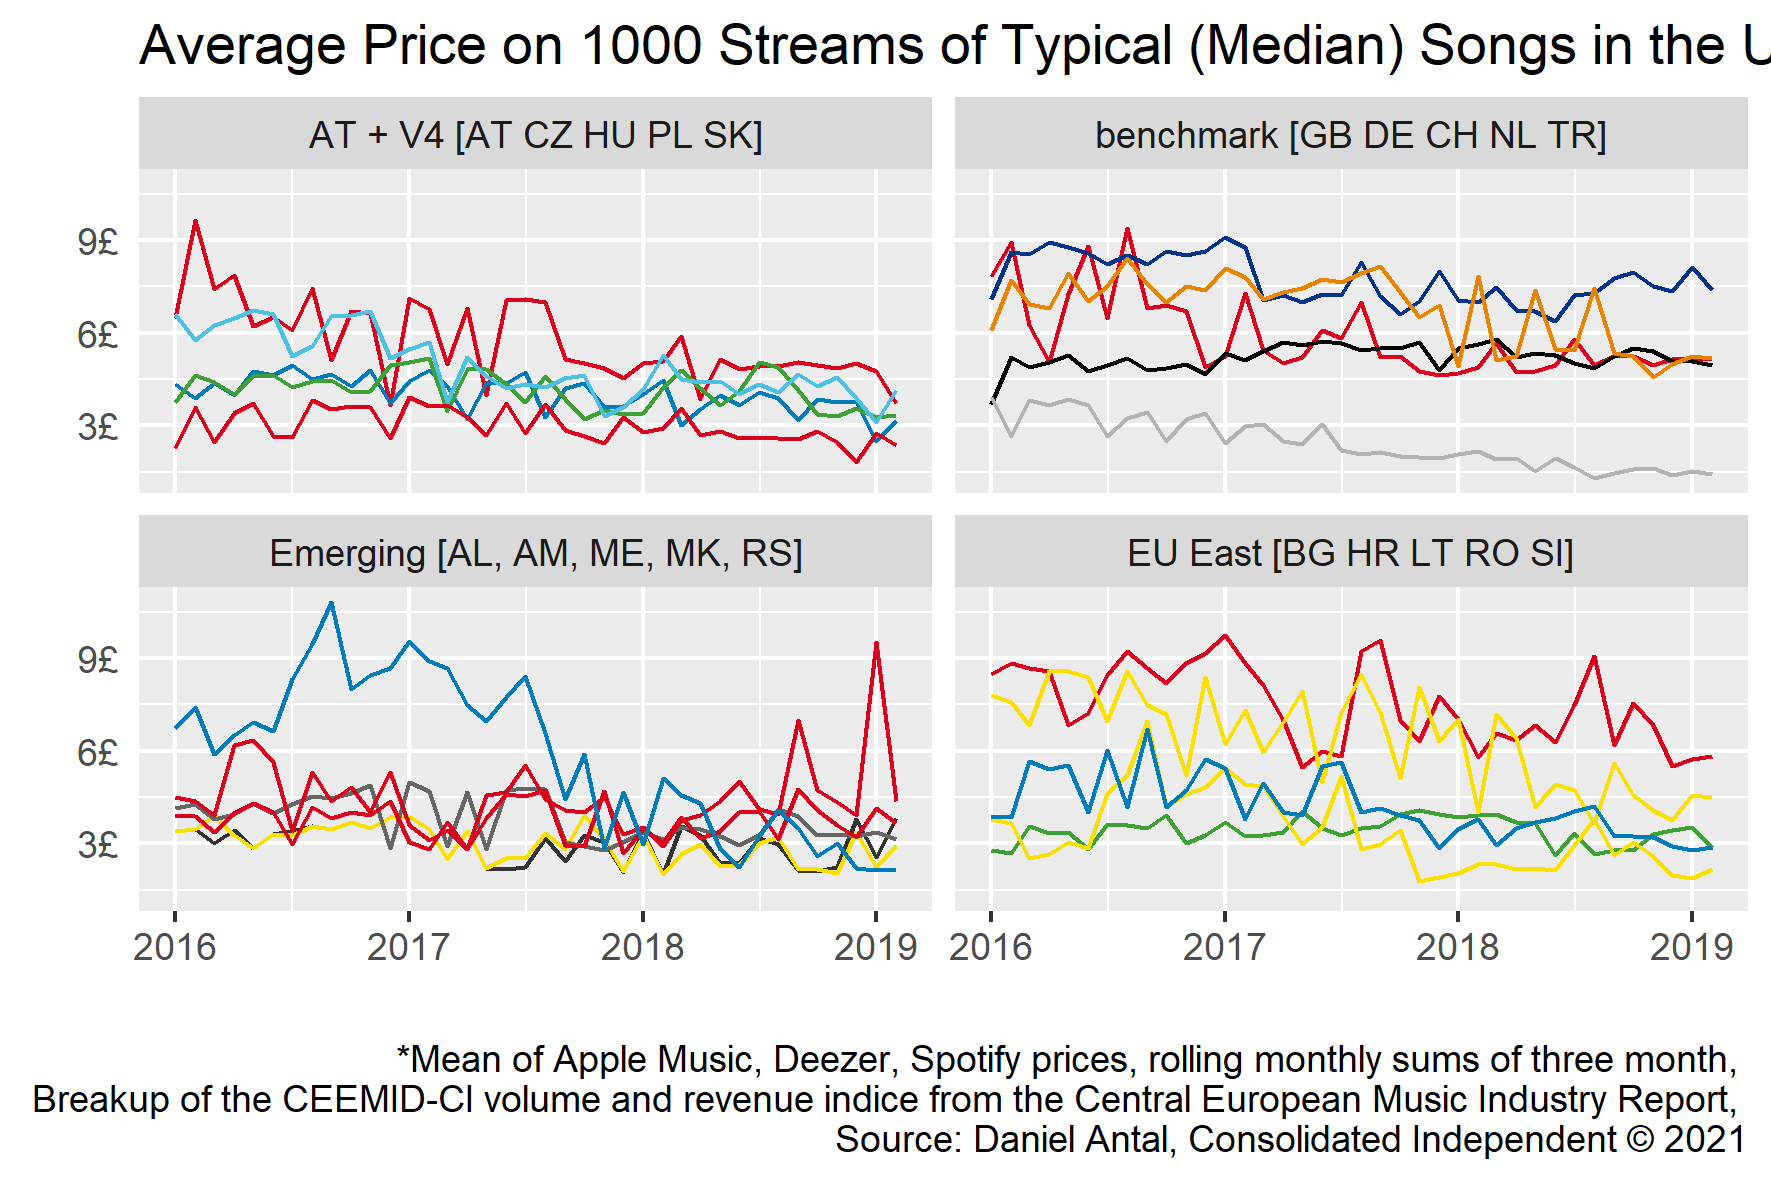 Average Price on 1000 Streams of Typical (Median) Songs in the U
AT + V4 [AT CZ HU PL SK]
benchmark [GB DE CH NL TR]
9£
6£
3£
Emerging [AL, AM, ME, MK, RS]
EU East [BG HR LT RO SI]
9£
6£
3£
2016 2017 2018 2019 2016 2017 2018 2019
*Mean of Apple Music, Deezer, Spotify prices, rolling monthly sums of three month,
Breakup of the CEEMID-CI volume and revenue indice from the Central European Music Industry Report,
Source: Daniel Antal, Consolidated Independent © 2021